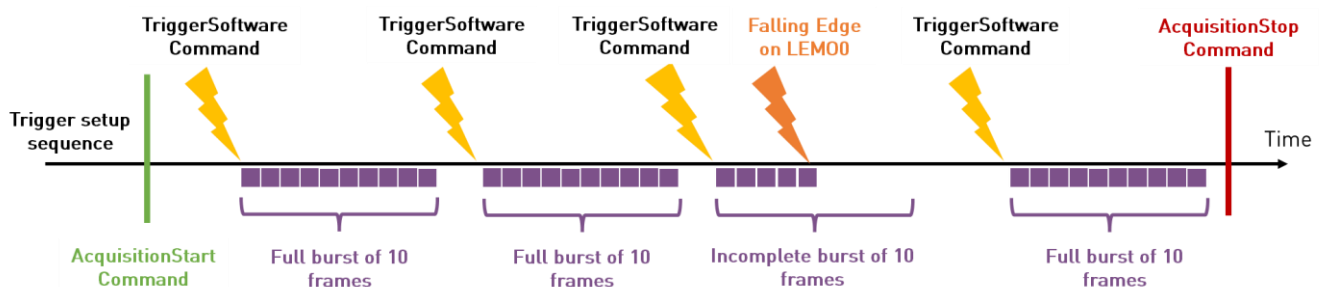 TriggerSoftware
Command
TriggerSoftware
Command
TriggerSoftware
Command
Falling Edge
on LEMO0
TriggerSoftware
Command
AcquisitionStop
Command
Trigger setup
sequence
Time
AcquisitionStart
Command
Full burst of 10
frames
Full burst of 10
frames
Incomplete burst of 10
frames
Full burst of 10
frames